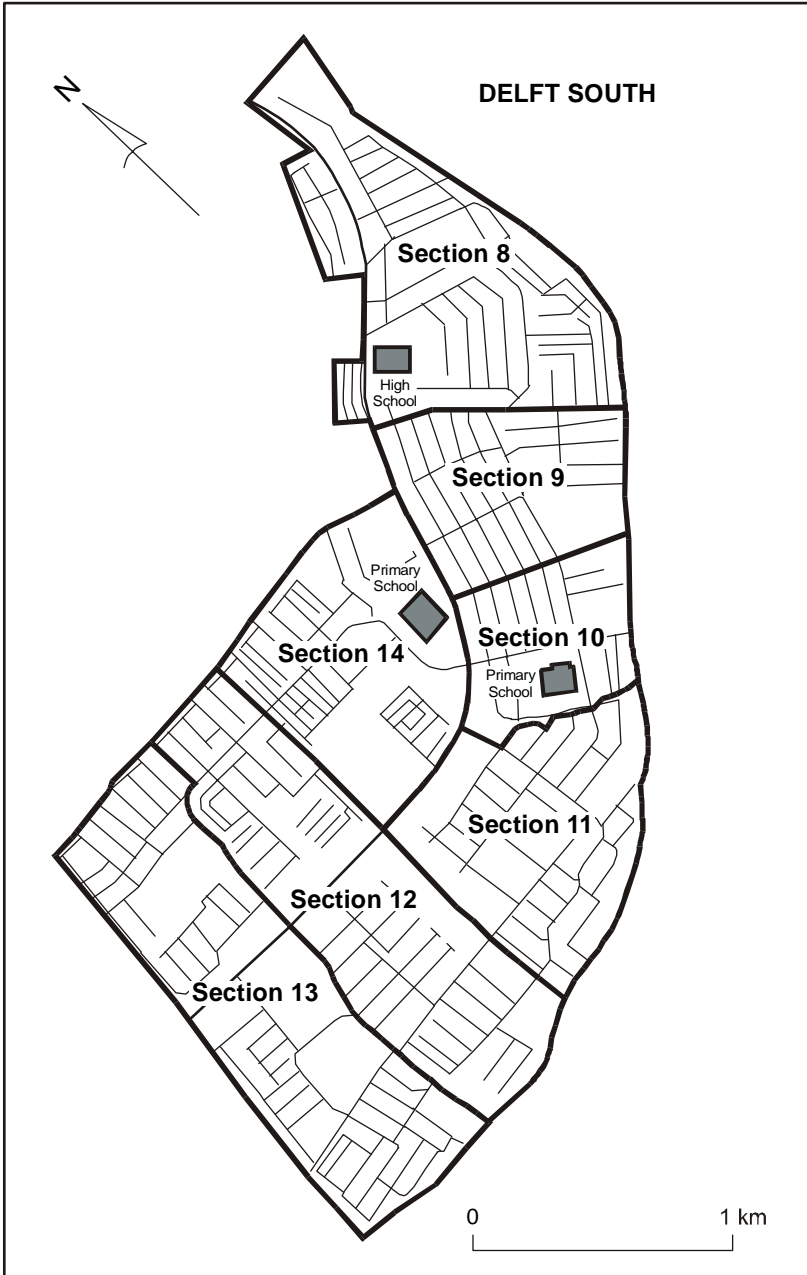 N
DELFT SOUTH
Section 8
High
School
Section 9
Primary
School
Section 10
Section 14
Primary
School
Section 11
Section 12
Section 13
0 1 km